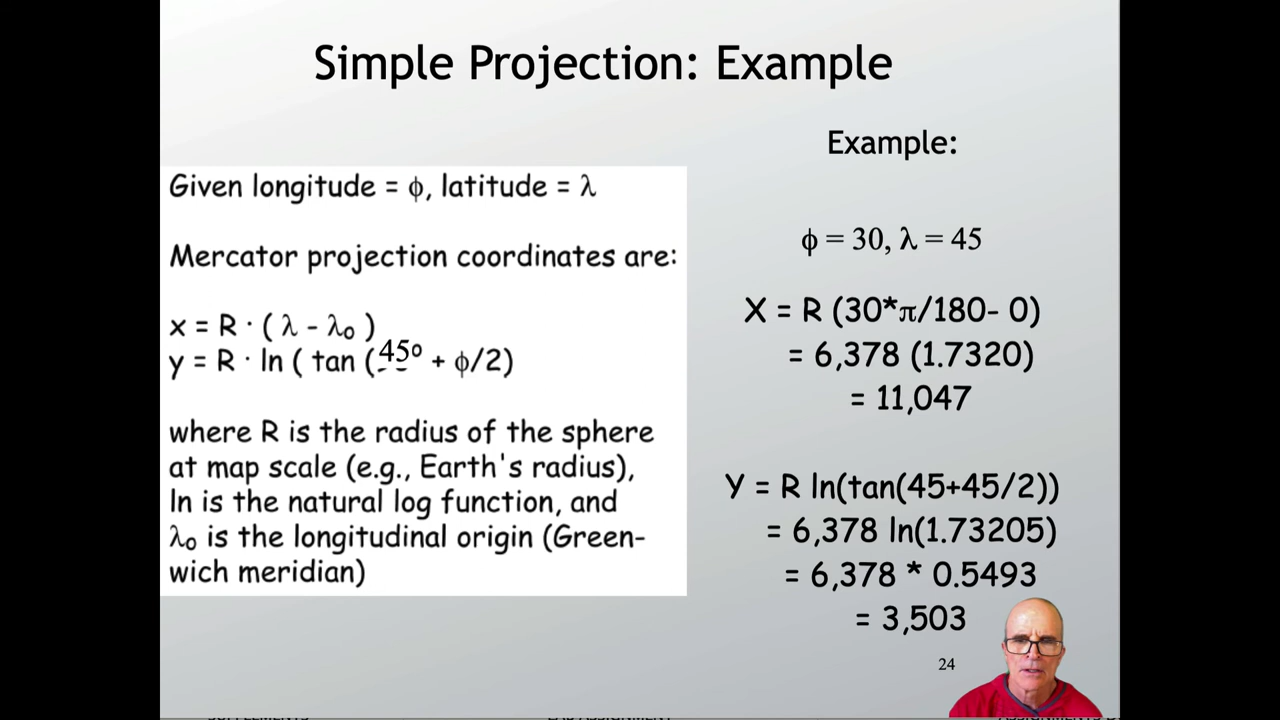 Simple Projection: Example
Given longitude = ϕ, latitude = λ
Mercator projection coordinates are:
x = R · ( λ - λo )
y = R · ln ( tan (45o + ϕ/2)
where R is the radius of the sphere
at map scale (e.g., Earth's radius),
ln is the natural log function, and
λo is the longitudinal origin (Green-
wich meridian)
Example:
ϕ = 30, λ = 45
X = R (30*π/180- 0)
= 6,378 (1.7320)
= 11,047
Y = R ln(tan(45+45/2))
= 6,378 ln(1.73205)
= 6,378 * 0.5493
= 3,503
24